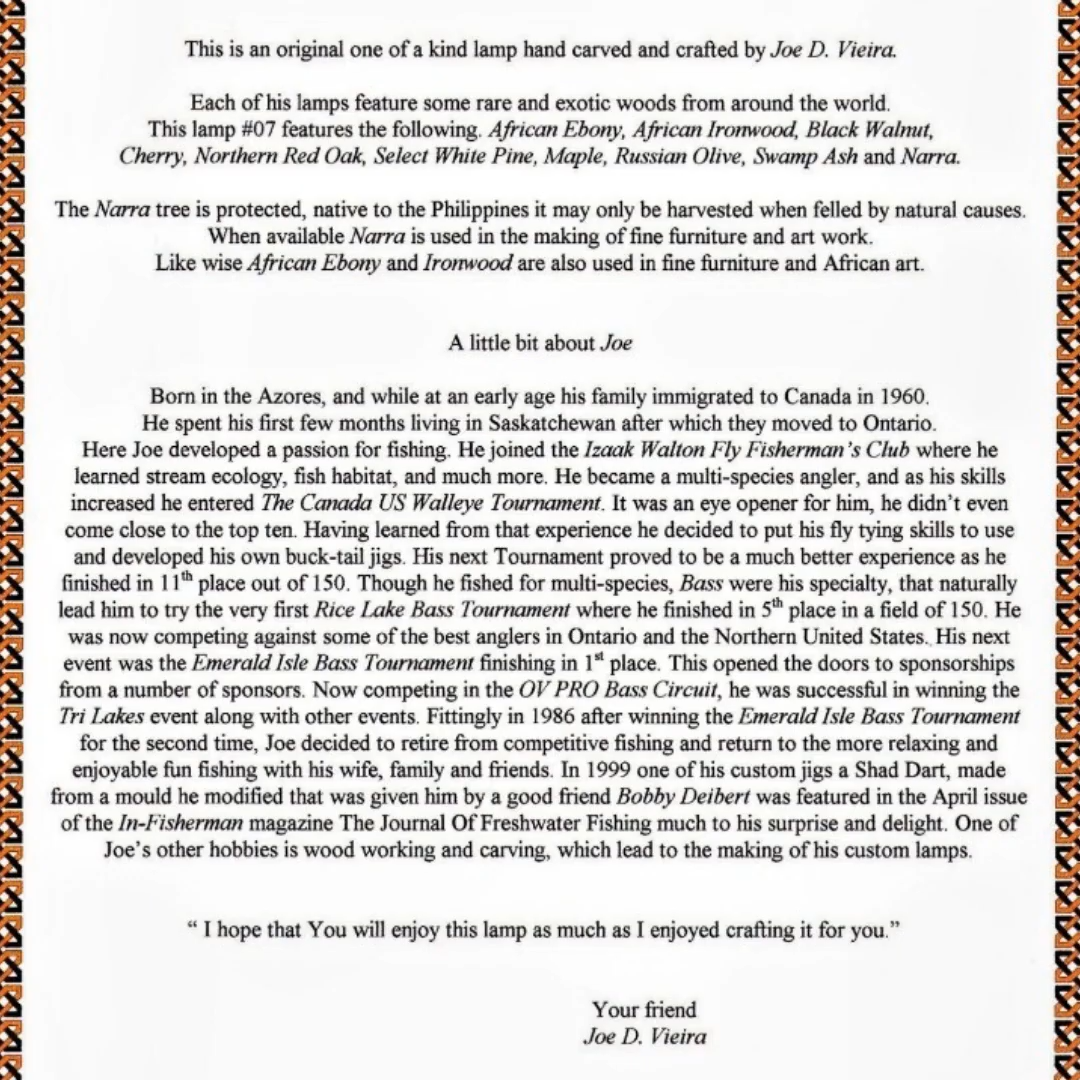 This is an original one of a kind lamp hand carved and crafted by Joe D. Vieira.
Each of his lamps feature some rare and exotic woods from around the world.
This lamp #07 features the following. African Ebony, African Ironwood, Black Walnut,
Cherry, Northern Red Oak, Select White Pine, Maple, Russian Olive, Swamp Ash and Narra.
The Narra tree is protected, native to the Philippines it may only be harvested when felled by natural causes.
When available Narra is used in the making of fine furniture and art work.
Like wise African Ebony and Ironwood are also used in fine furniture and African art.
A little bit about Joe
Born in the Azores, and while at an early age his family immigrated to Canada in 1960.
He spent his first few months living in Saskatchewan after which they moved to Ontario.
Here Joe developed a passion for fishing. He joined the Izaak Walton Fly Fisherman's Club where he
learned stream ecology, fish habitat, and much more. He became a multi-species angler, and as his skills
increased he entered The Canada US Walleye Tournament. It was an eye opener for him, he didn't even
come close to the top ten. Having learned from that experience he decided to put his fly tying skills to use
and developed his own buck-tail jigs. His next Tournament proved to be a much better experience as he
finished in 11th place out of 150. Though he fished for multi-species, Bass were his specialty, that naturally
lead him to try the very first Rice Lake Bass Tournament where he finished in 5th place in a field of 150. He
was now competing against some of the best anglers in Ontario and the Northern United States. His next
event was the Emerald Isle Bass Tournament finishing in 1st place. This opened the doors to sponsorships
from a number of sponsors. Now competing in the OV PRO Bass Circuit, he was successful in winning the
Tri Lakes event along with other events. Fittingly in 1986 after winning the Emerald Isle Bass Tournament
for the second time, Joe decided to retire from competitive fishing and return to the more relaxing and
enjoyable fun fishing with his wife, family and friends. In 1999 one of his custom jigs a Shad Dart, made
from a mould he modified that was given him by a good friend Bobby Deibert was featured in the April issue
of the In-Fisherman magazine The Journal Of Freshwater Fishing much to his surprise and delight. One of
Joe's other hobbies is wood working and carving, which lead to the making of his custom lamps.
“ I hope that You will enjoy this lamp as much as I enjoyed crafting it for you.”
Your friend
Joe D. Vieira